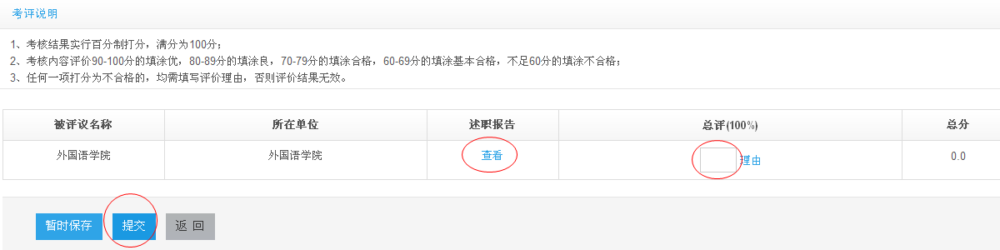 考评说明
1、考核结果实行百分制打分，满分为100分；
2、考核内容评价90-100分的填涂优，80-89分的填涂良，70-79分的填涂合格，60-69分的填涂基本合格，不足60分的填涂不合格；
3、任何一项打分为不合格的，均需填写评价理由，否则评价结果无效。
被评议名称 所在单位 述职报告 总评(100%) 总分
外国语学院 外国语学院 查看 理由 0.0
暂时保存 提交 返 回